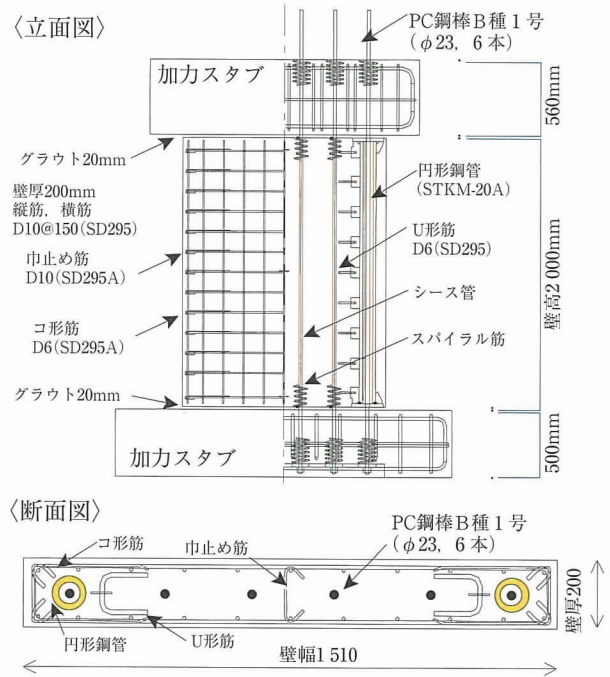 〈立面図〉
PC鋼棒B種1号
(φ23, 6本)
加力スタブ
560mm
グラウト20mm
壁厚200mm
縦筋, 横筋
D10@150(SD295)
巾止め筋
D10(SD295A)
コ形筋
D6(SD295A)
グラウト20mm
円形鋼管
(STKM-20A)
U形筋
D6(SD295)
シース管
スパイラル筋
壁高2 000mm
加力スタブ
500mm
〈断面図〉
コ形筋
巾止め筋
PC鋼棒B種1号
(φ23, 6本)
円形鋼管
U形筋
壁厚200
壁幅1 510